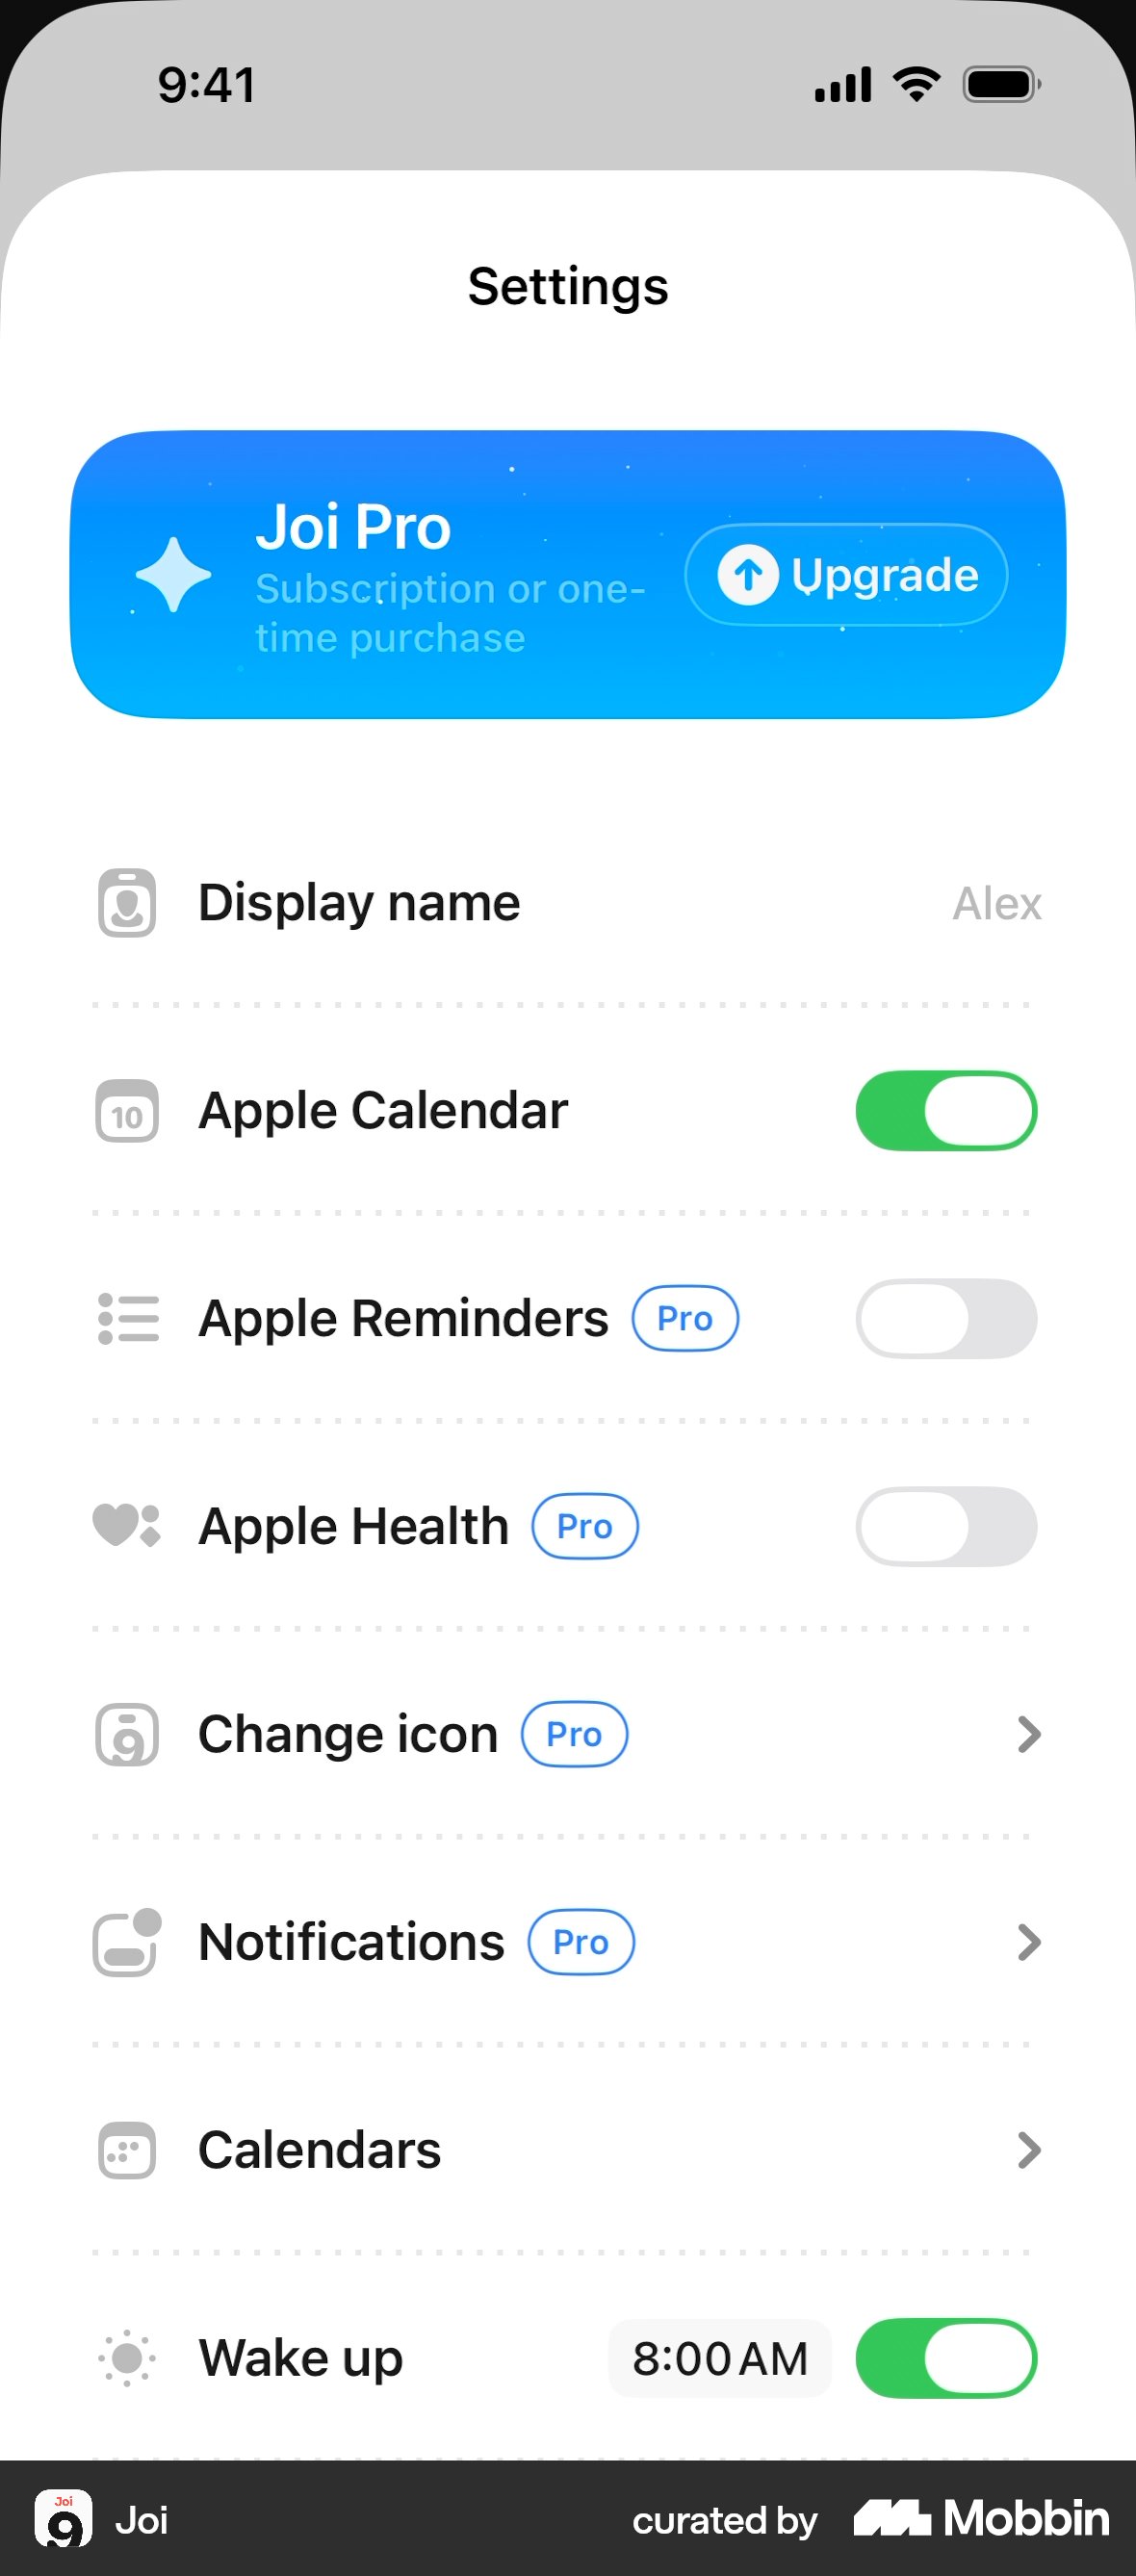 9:41
Settings
Joi Pro
Subscription or one-
time purchase
Upgrade
Display name
Alex
10
Apple Calendar
Apple Reminders Pro
Apple Health Pro
9
Change icon Pro
Notifications Pro
Calendars
Wake up 8:00 AM
Joi
9
Joi
curated by Mobbin